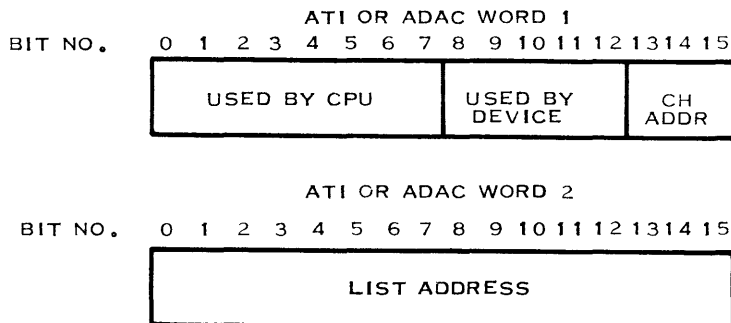 ATI OR ADAC WORD 1
BIT NO. 0 1 2 3 4 5 6 7 8 9 10 11 12 13 14 15
USED BY CPU USED BY DEVICE CH ADDR
ATI OR ADAC WORD 2
BIT NO. 0 1 2 3 4 5 6 7 8 9 10 11 12 13 14 15
LIST ADDRESS